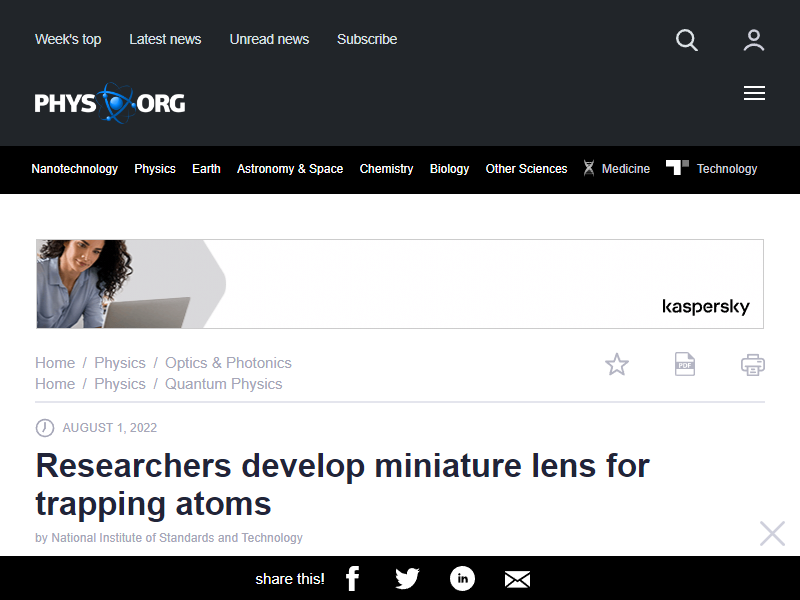 Week's top Latest news Unread news Subscribe
PHYS ORG
Nanotechnology Physics Earth Astronomy & Space Chemistry Biology Other Sciences Medicine Technology
kaspersky
Home / Physics / Optics & Photonics
Home / Physics / Quantum Physics
PDF
AUGUST 1, 2022
Researchers develop miniature lens for
trapping atoms
by National Institute of Standards and Technology
share this! f in